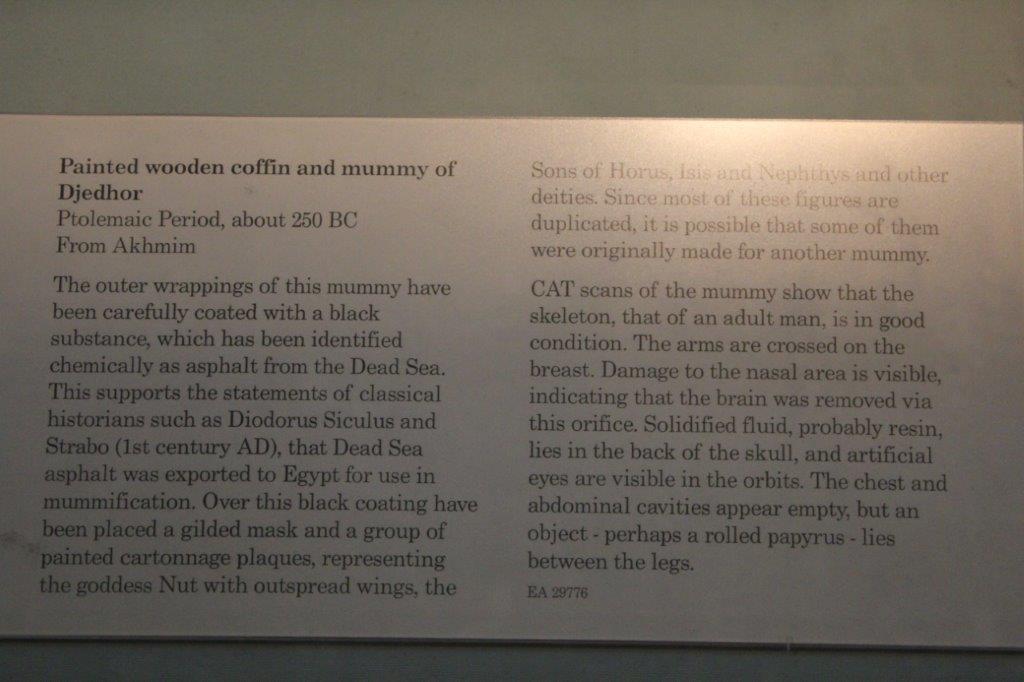 Painted wooden coffin and mummy of
Djedhor
Ptolemaic Period, about 250 BC
From Akhmim
The outer wrappings of this mummy have
been carefully coated with a black
substance, which has been identified
chemically as asphalt from the Dead Sea.
This supports the statements of classical
historians such as Diodorus Siculus and
Strabo (1st century AD), that Dead Sea
asphalt was exported to Egypt for use in
mummification. Over this black coating have
been placed a gilded mask and a group of
painted cartonnage plaques, representing
the goddess Nut with outspread wings, the
Sons of Horus, Isis and Nephthys and other
deities. Since most of these figures are
duplicated, it is possible that some of them
were originally made for another mummy.
CAT scans of the mummy show that the
skeleton, that of an adult man, is in good
condition. The arms are crossed on the
breast. Damage to the nasal area is visible,
indicating that the brain was removed via
this orifice. Solidified fluid, probably resin,
lies in the back of the skull, and artificial
eyes are visible in the orbits. The chest and
abdominal cavities appear empty, but an
object - perhaps a rolled papyrus - lies
between the legs.
EA 29776